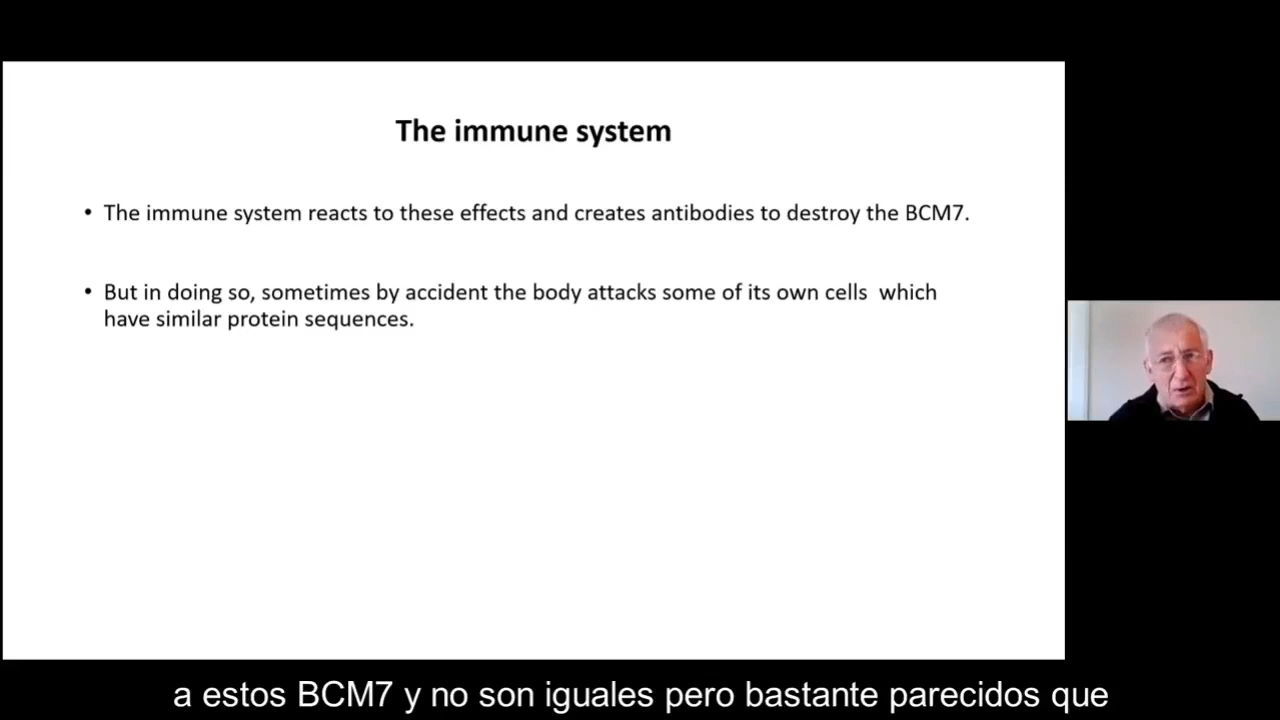 The immune system
• The immune system reacts to these effects and creates antibodies to destroy the BCM7.
• But in doing so, sometimes by accident the body attacks some of its own cells  which
have similar protein sequences.
a estos BCM7 y no son iguales pero bastante parecidos que